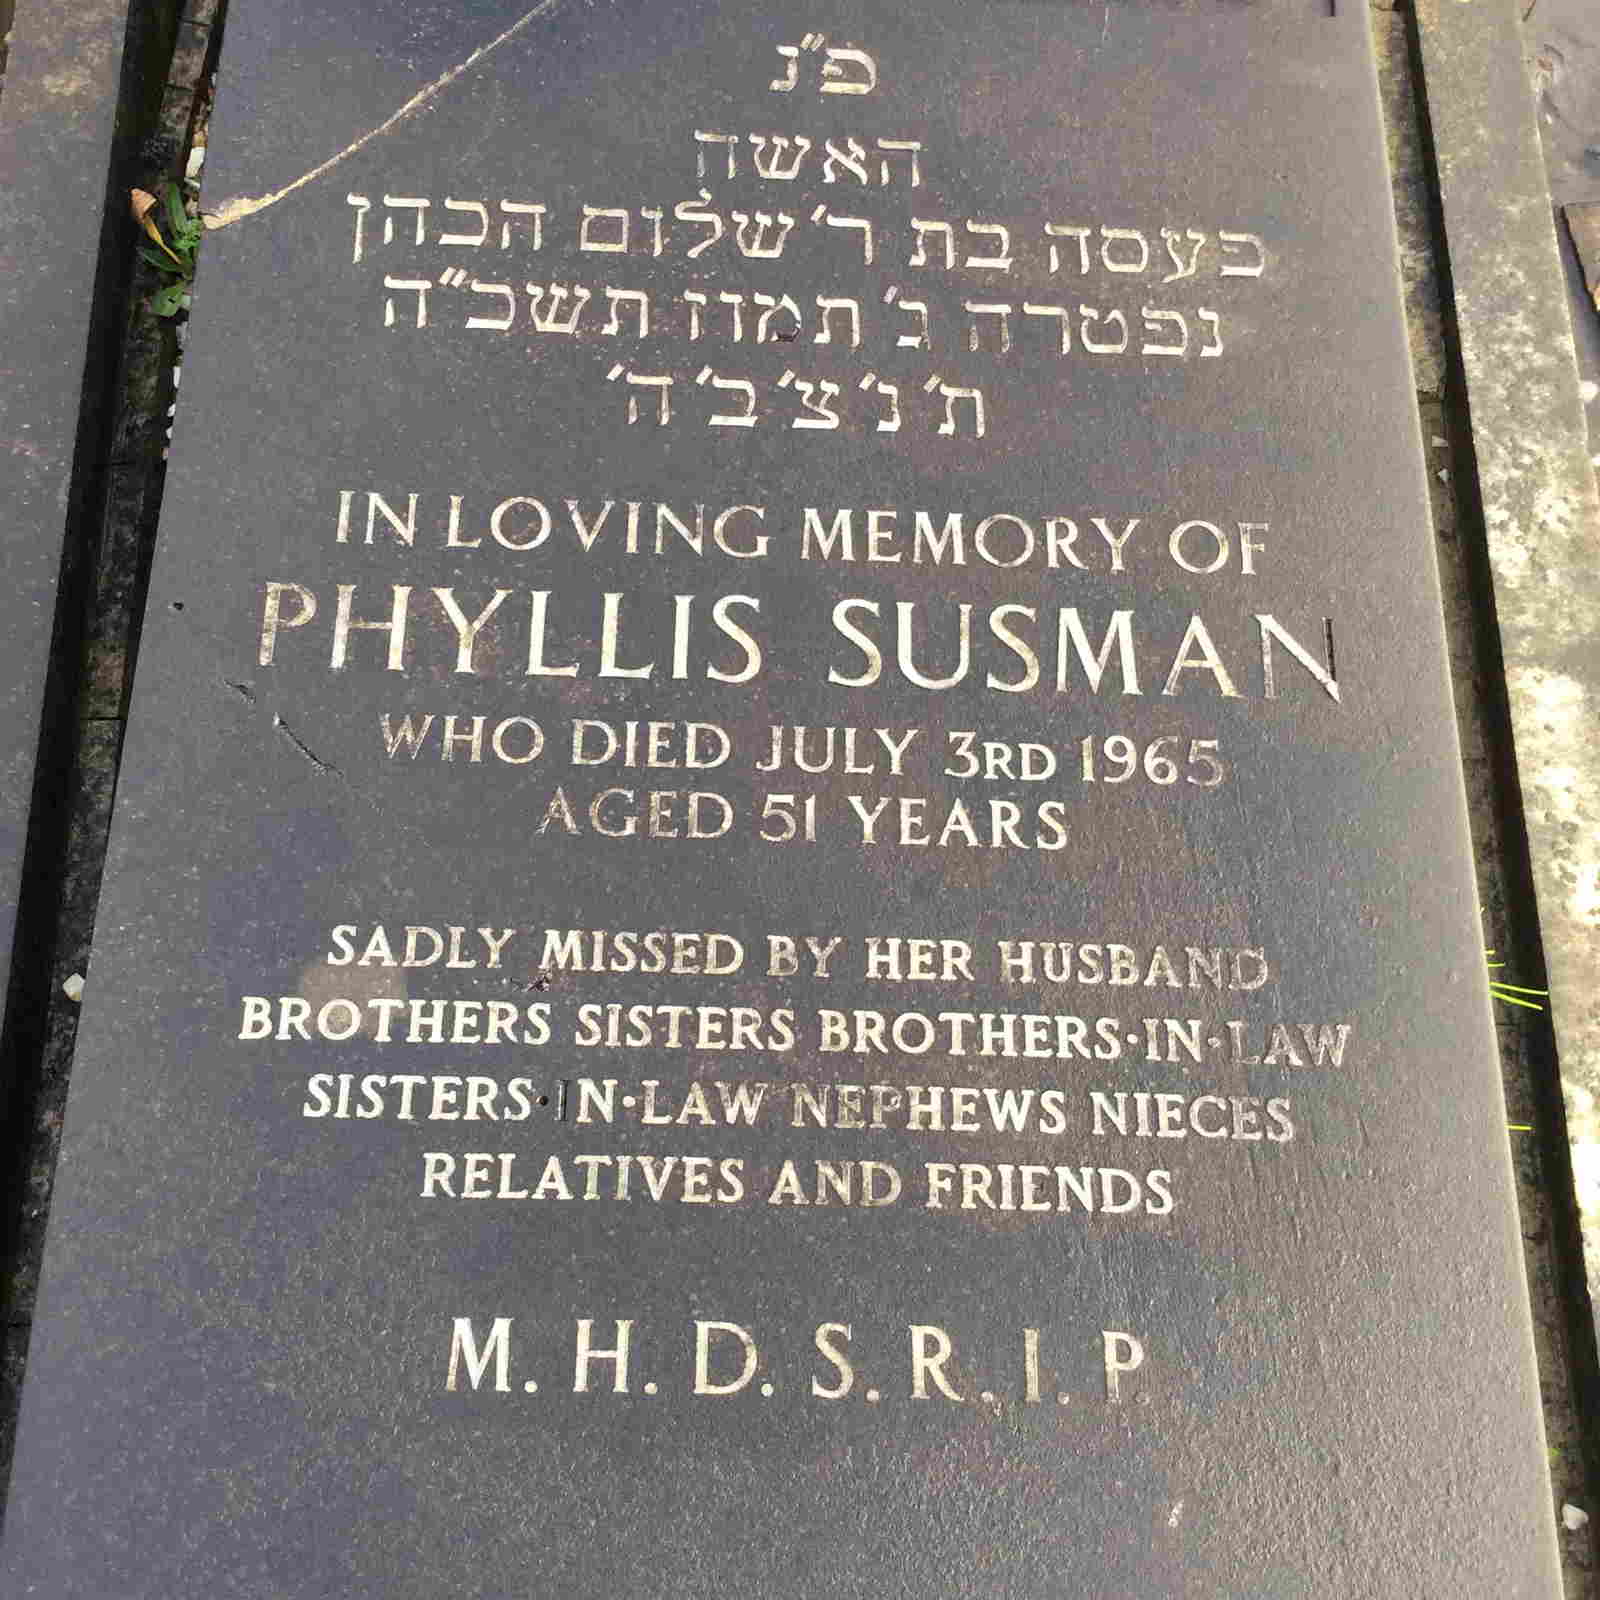 פ״נ
האשה
כעסה בת ר׳ שלום הכהן
נפטרה ג׳ תמוז תשכ״ה
ת׳ נ׳ צ׳ ב׳ ה׳
IN LOVING MEMORY OF
PHYLLIS SUSMAN
WHO DIED JULY 3RD 1965
AGED 51 YEARS
SADLY MISSED BY HER HUSBAND
BROTHERS SISTERS BROTHERS·IN·LAW
SISTERS·IN·LAW NEPHEWS NIECES
RELATIVES AND FRIENDS
M. H. D. S. R. I. P.